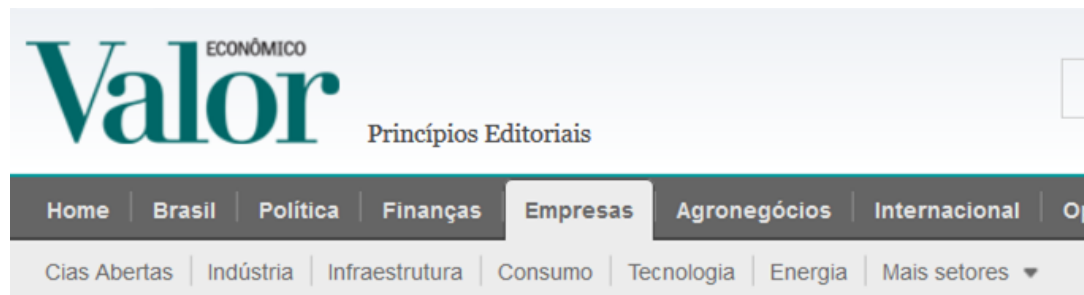 ECONÔMICO
Valor
Princípios Editoriais
Home Brasil Política Finanças Empresas Agronegócios Internacional
Cias Abertas Indústria Infraestrutura Consumo Tecnologia Energia Mais setores